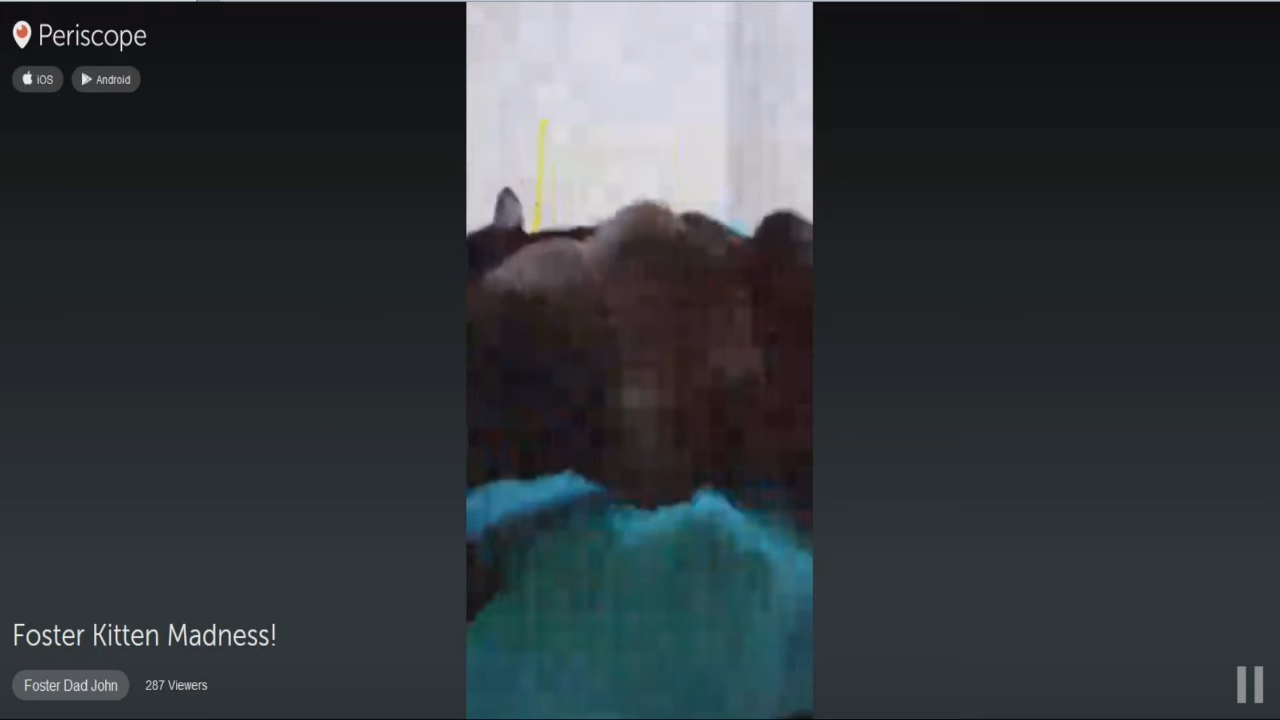 Periscope
iOS
Android
Foster Kitten Madness!
Foster Dad John
287 Viewers